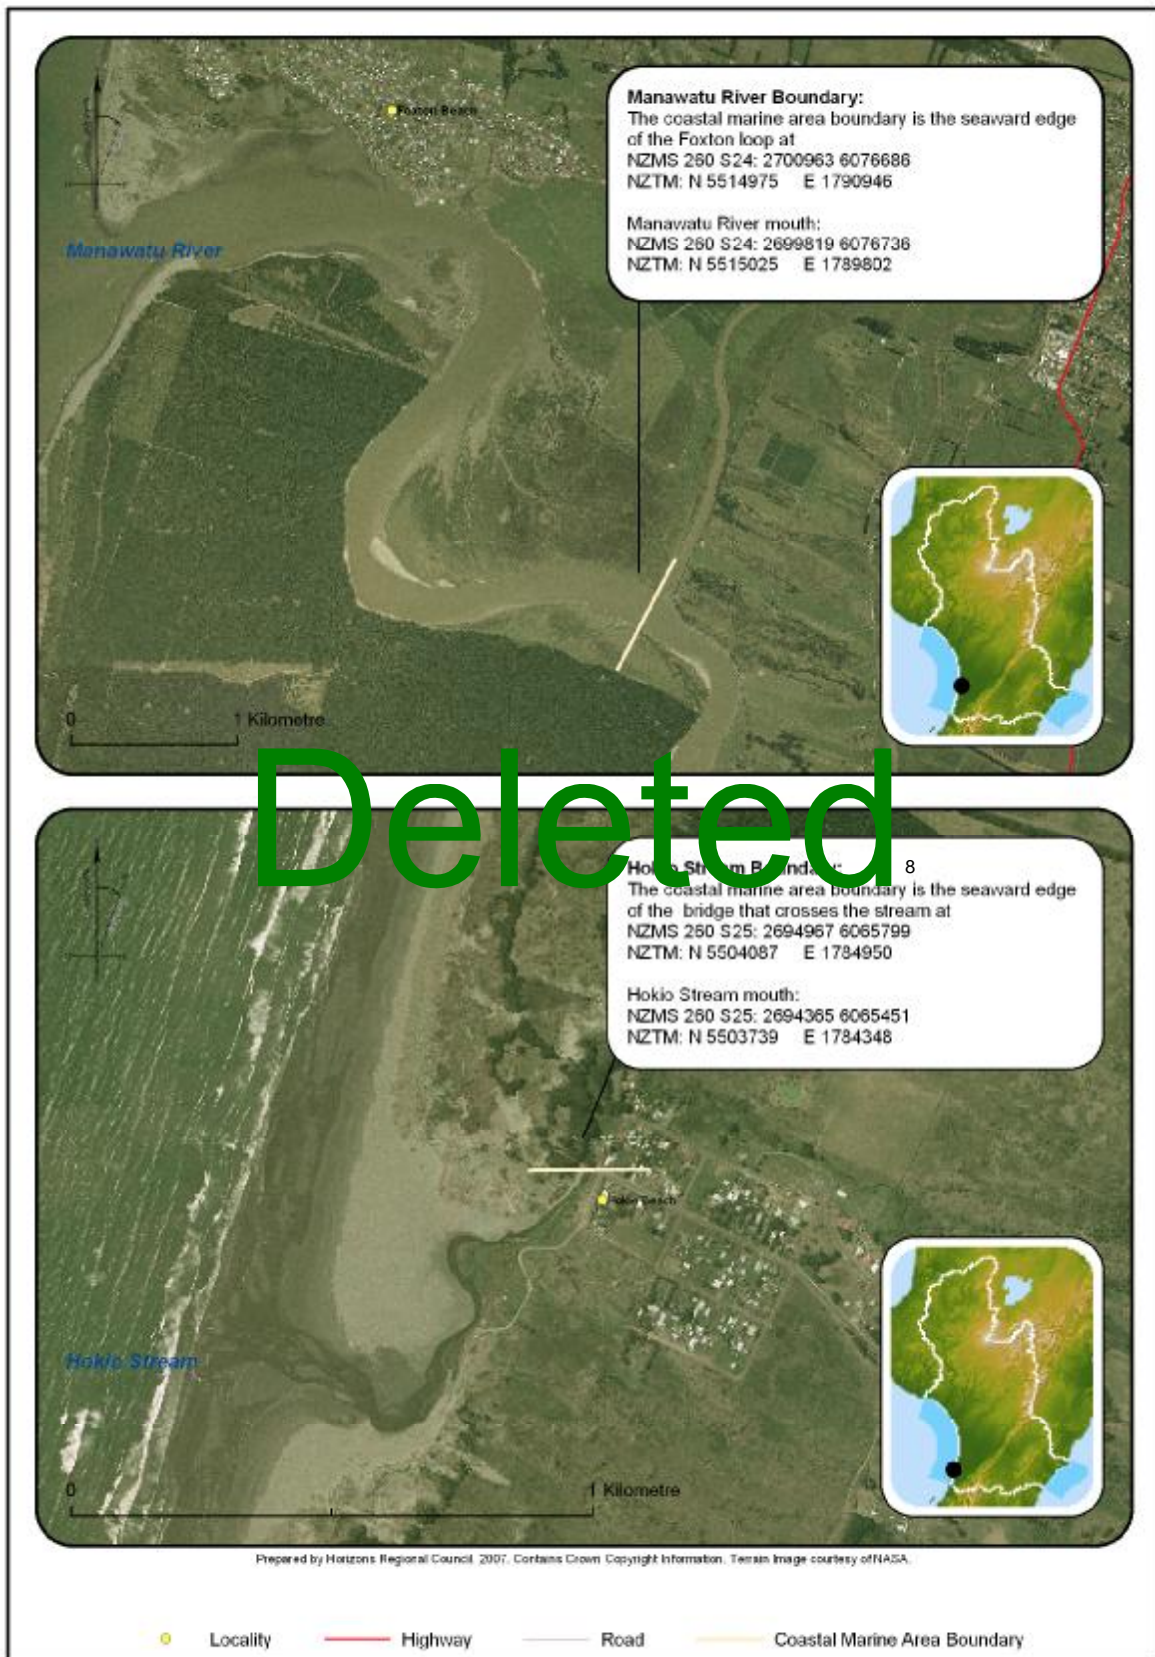 Foxton Beach
Manawatu River Boundary:
The coastal marine area boundary is the seaward edge
of the Foxton loop at
NZMS 260 S24: 2700963 6076686
NZTM: N 5514975 E 1790946
Manawatu River mouth:
NZMS 260 S24: 2699819 6076736
NZTM: N 5515025 E 1789802
Manawatu River
0 1 Kilometre
Deleted
8
Hokio Stream Boundary:
The coastal marine area boundary is the seaward edge
of the bridge that crosses the stream at
NZMS 260 S25: 2694967 6065799
NZTM: N 5504087 E 1784950
Hokio Stream mouth:
NZMS 260 S25: 2694365 6065451
NZTM: N 5503739 E 1784348
Hokio Beach
Hokio Stream
0 1 Kilometre
Prepared by Horizons Regional Council. 2007. Contains Crown Copyright Information. Terrain Image courtesy of NASA.
Locality Highway Road Coastal Marine Area Boundary